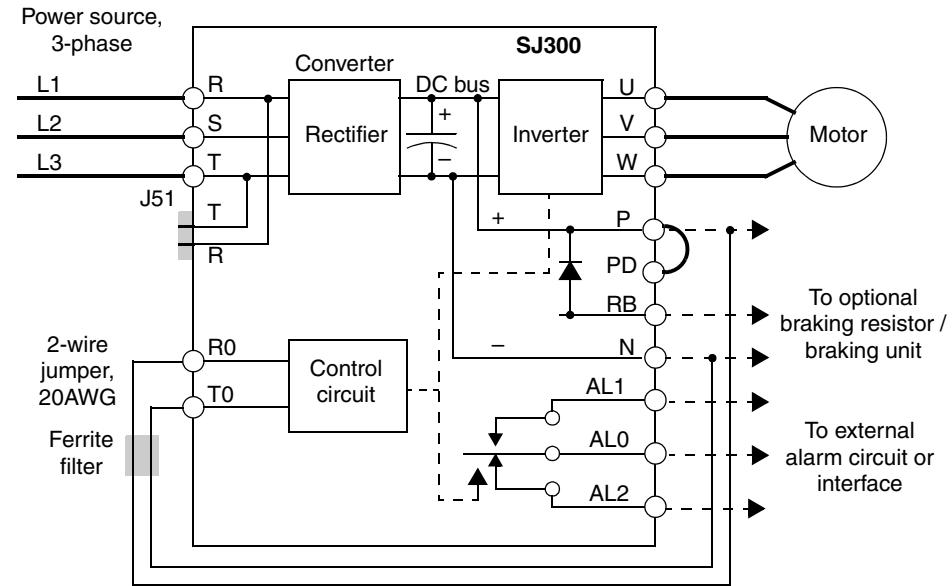 Power source,
3-phase
SJ300
Converter
DC bus
L1
R
U
+
L2
S
Rectifier
Inverter
V
Motor
L3
T
–
W
J51
T
R
+
P
PD
RB
To optional
braking resistor /
braking unit
–
N
2-wire
jumper,
20AWG
R0
T0
Control
circuit
AL1
AL0
AL2
Ferrite
filter
To external
alarm circuit or
interface